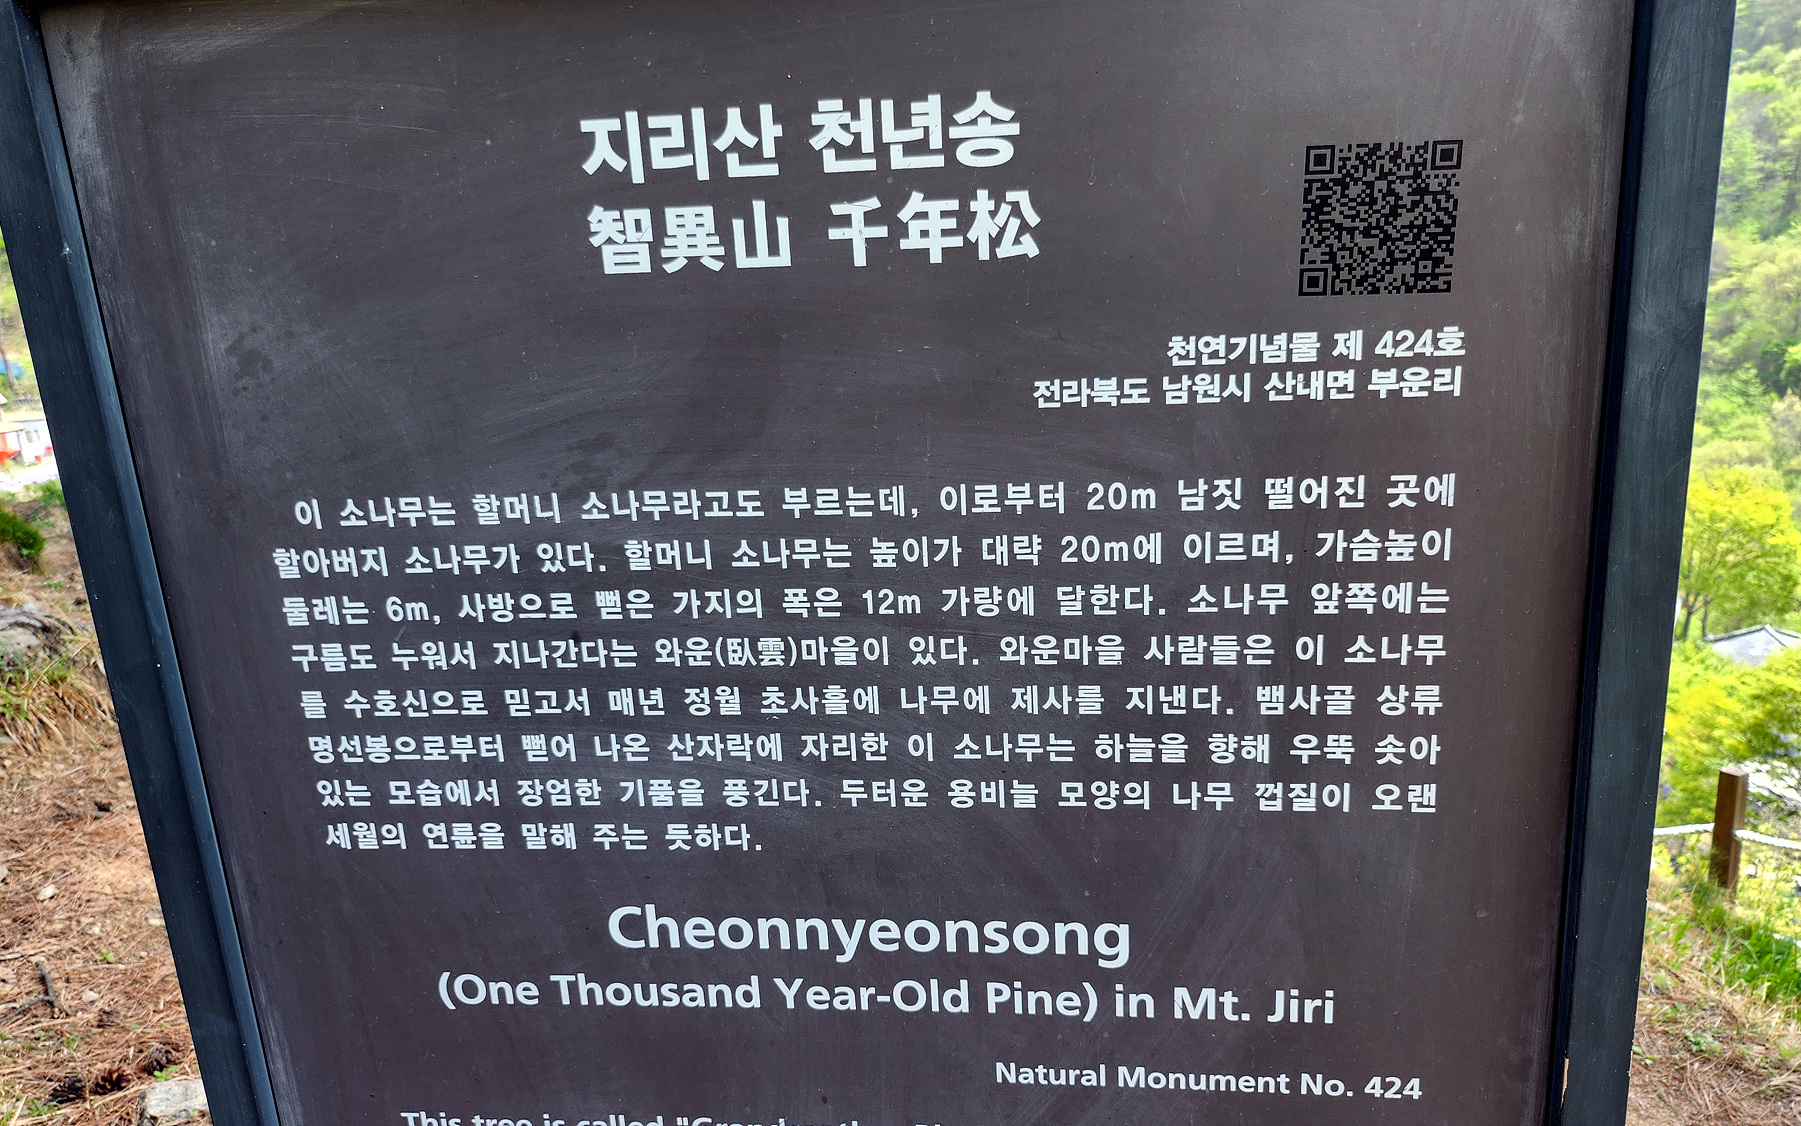 지리산 천년송
智異山 千年松
천연기념물 제 424호
전라북도 남원시 산내면 부운리
이 소나무는 할머니 소나무라고도 부르는데, 이로부터 20m 남짓 떨어진 곳에
할아버지 소나무가 있다. 할머니 소나무는 높이가 대략 20m에 이르며, 가슴높이
둘레는 6m, 사방으로 뻗은 가지의 폭은 12m 가량에 달한다. 소나무 앞쪽에는
구름도 누워서 지나간다는 와운(臥雲)마을이 있다. 와운마을 사람들은 이 소나무
를 수호신으로 믿고서 매년 정월 초사흘에 나무에 제사를 지낸다. 뱀사골 상류
명선봉으로부터 뻗어 나온 산자락에 자리한 이 소나무는 하늘을 향해 우뚝 솟아
있는 모습에서 장엄한 기품을 풍긴다. 두터운 용비늘 모양의 나무 껍질이 오랜
세월의 연륜을 말해 주는 듯하다.
Cheonnyeonsong
(One Thousand Year-Old Pine) in Mt. Jiri
Natural Monument No. 424
This tree is called